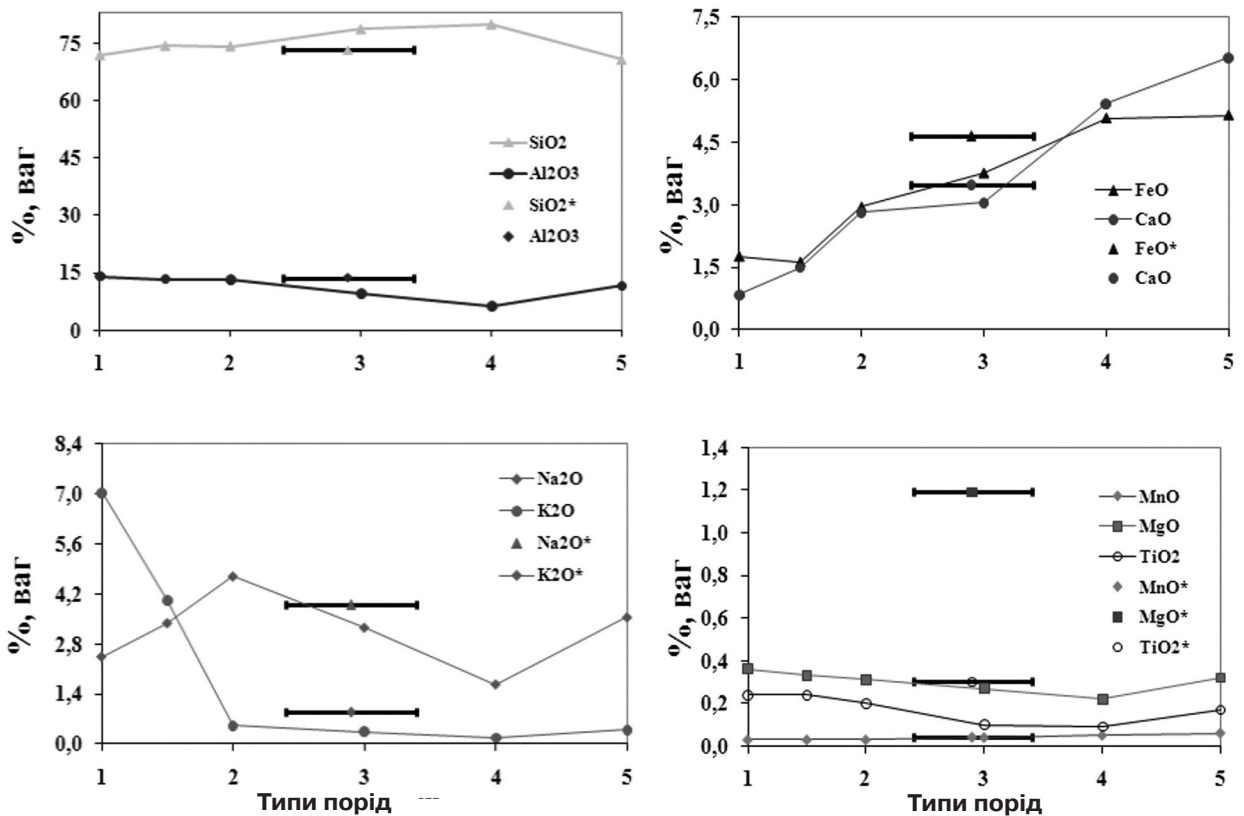 75
60
45
30
15
0
%, ваг
SiO2
Al2O3
SiO2*
Al2O3
1 2 3 4 5
7,5
6,0
4,5
3,0
1,5
0,0
%, ваг
FeO
CaO
FeO*
CaO
1 2 3 4 5
8,4
7,0
5,6
4,2
2,8
1,4
0,0
%, ваг
Na2O
K2O
Na2O*
K2O*
1 2 3 4 5
Типи порід
1,4
1,2
1,0
0,8
0,6
0,4
0,2
0,0
%, ваг
MnO
MgO
TiO2
MnO*
MgO*
TiO2*
1 2 3 4 5
Типи порід